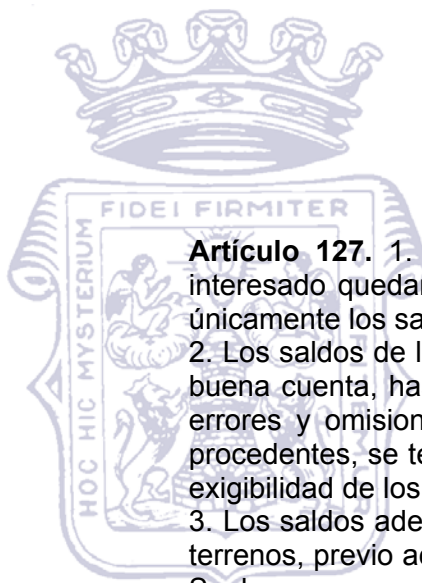 FIDEI FIRMITER
HOC HIC MYSTERIUM
Artículo 127. 1.
interesado quedar
únicamente los sa
2. Los saldos de l
buena cuenta, ha
errores y omision
procedentes, se te
exigibilidad de los
3. Los saldos ade
terrenos, previo ac